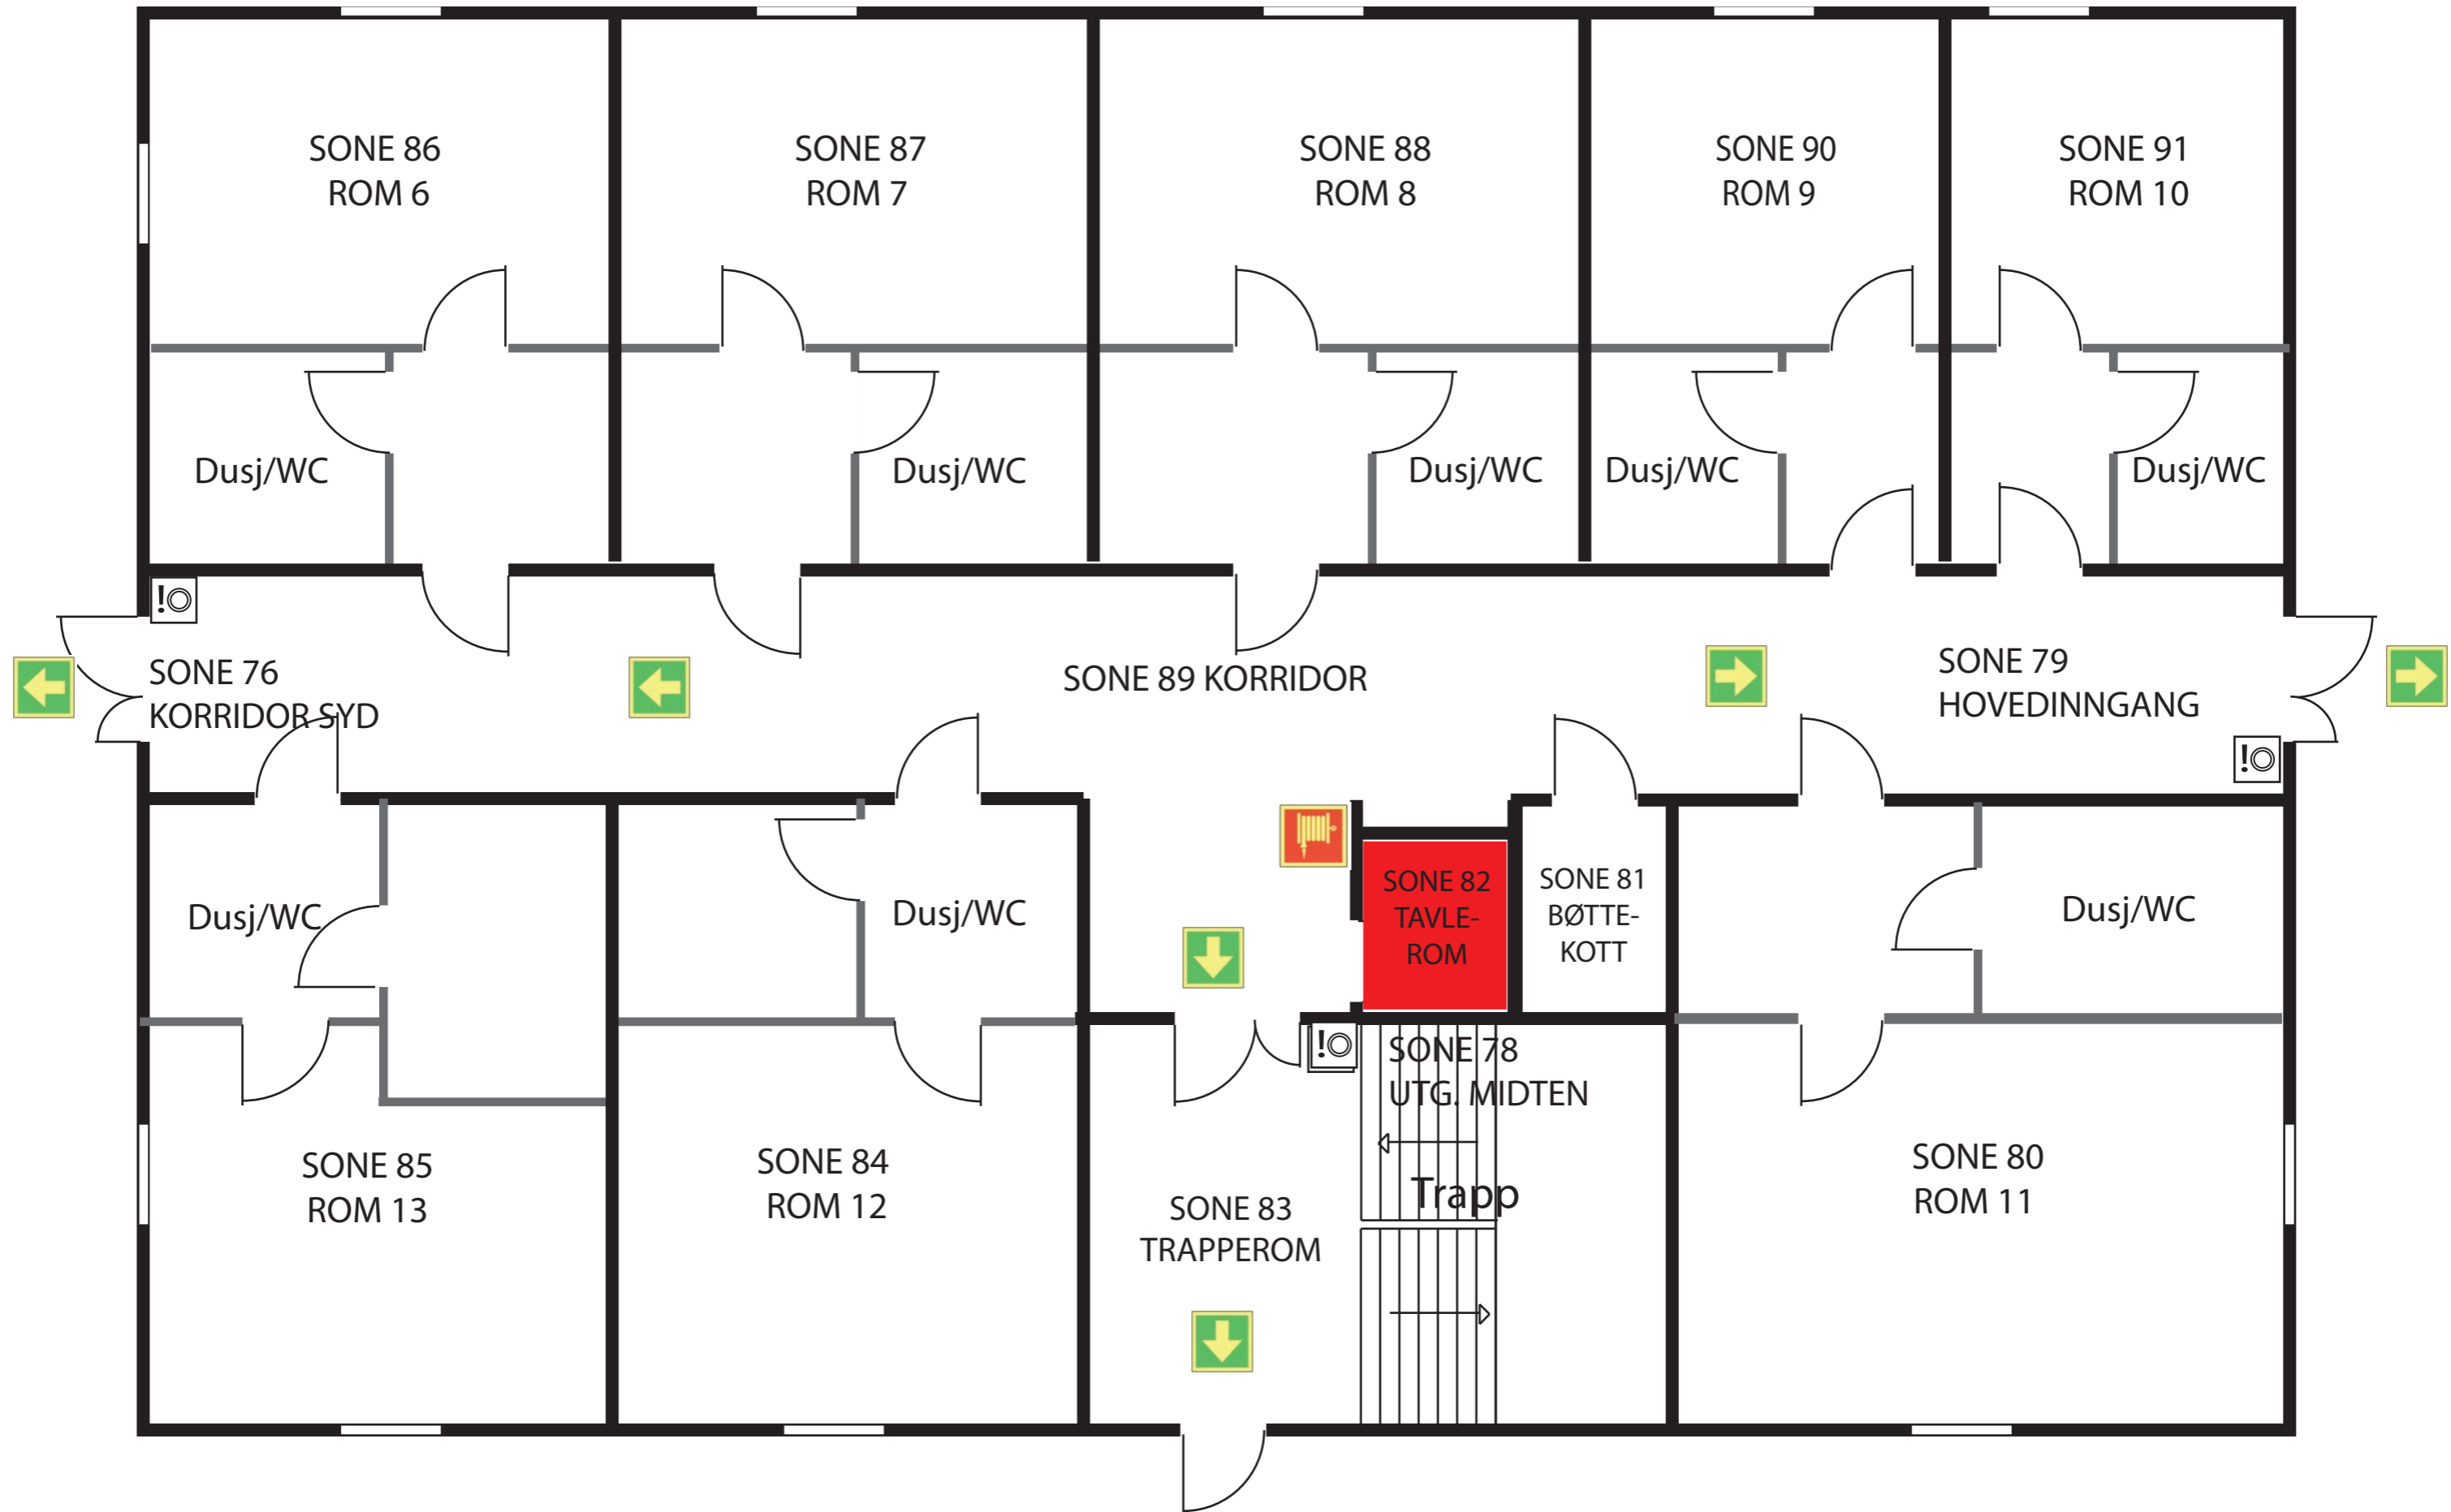 SONE 86
ROM 6
SONE 87
ROM 7
SONE 88
ROM 8
SONE 90
ROM 9
SONE 91
ROM 10
Dusj/WC
Dusj/WC
Dusj/WC
Dusj/WC
Dusj/WC
!
SONE 76
KORRIDOR SYD
SONE 89 KORRIDOR
SONE 79
HOVEDINNGANG
!
Dusj/WC
Dusj/WC
SONE 82
TAVLE-
ROM
SONE 81
BØTTE-
KOTT
Dusj/WC
!
SONE 78
UTG. MIDTEN
Trapp
SONE 85
ROM 13
SONE 84
ROM 12
SONE 83
TRAPPEROM
SONE 80
ROM 11